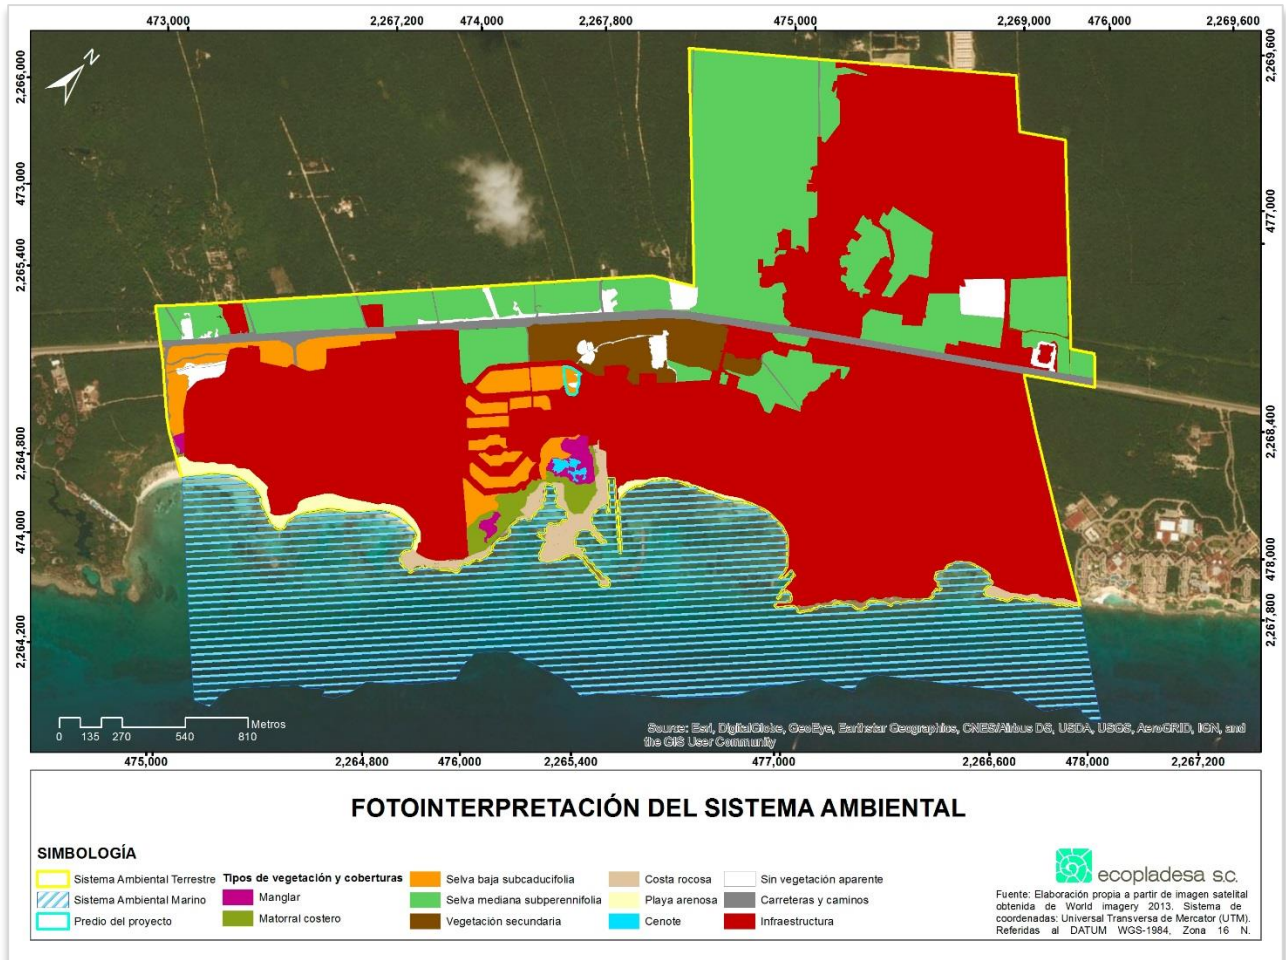 473,000 2,267,200 474,000 2,267,800 475,000 2,269,000 476,000 2,269,600
2,266,000
473,000
2,265,400
2,264,800
474,000
2,264,200
2,269,600
477,000
2,268,400
478,000
2,267,800
N
0 135 270 540 810 Metros
Source: Esri, DigitalGlobe, GeoEye, Earthstar Geographics, CNES/Airbus DS, USDA, USGS, AeroGRID, IGN, and
the GIS User Community
475,000 2,264,800 476,000 2,265,400 477,000 2,266,600 478,000 2,267,200
FOTOINTERPRETACIÓN DEL SISTEMA AMBIENTAL
SIMBOLOGÍA
Sistema Ambiental Terrestre
Sistema Ambiental Marino
Predio del proyecto
Tipos de vegetación y coberturas
Manglar
Matorral costero
Selva baja subcaducifolia
Selva mediana subperennifolia
Vegetación secundaria
Costa rocosa
Playa arenosa
Cenote
Sin vegetación aparente
Carreteras y caminos
Infraestructura
ecopladesa s.c.
Fuente: Elaboración propia a partir de imagen satelital
obtenida de World imagery 2013. Sistema de
coordenadas: Universal Transversa de Mercator (UTM).
Referidas al DATUM WGS-1984, Zona 16 N.